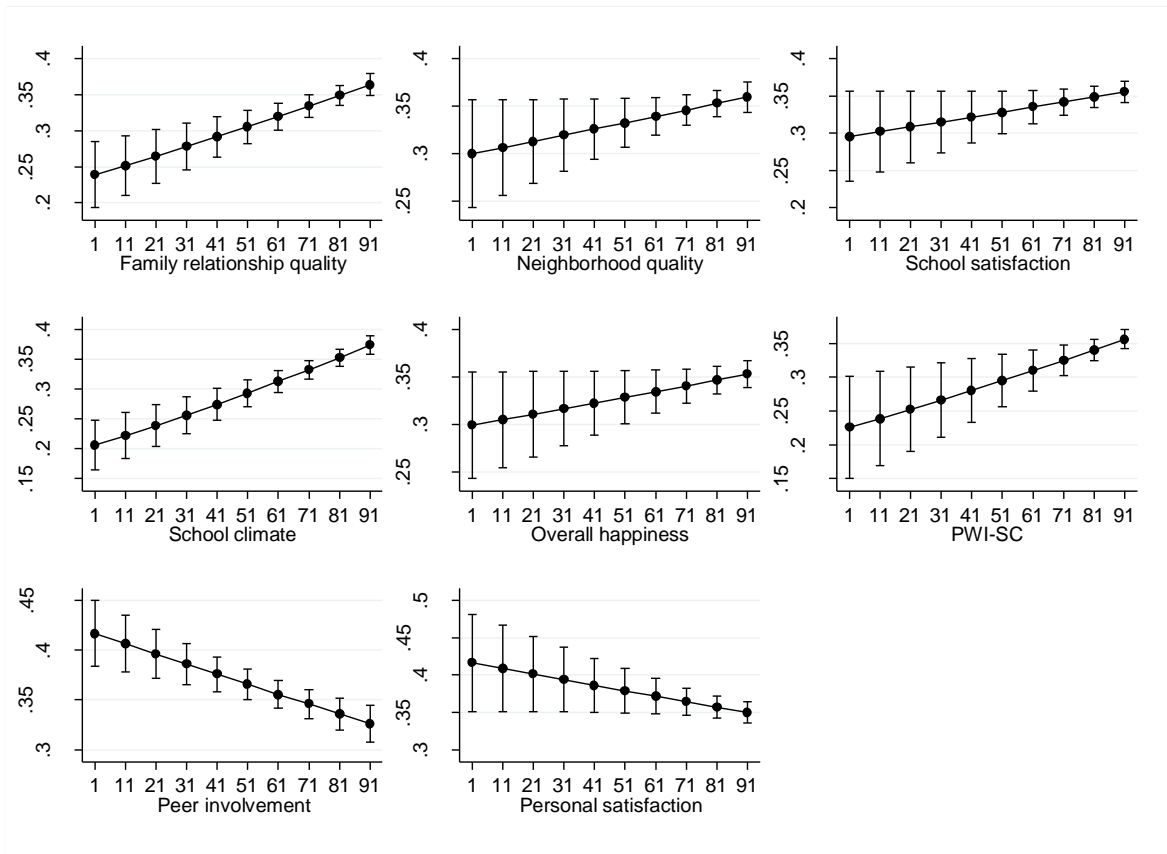 .4
.35
.3
.25
.2
1 11 21 31 41 51 61 71 81 91
Family relationship quality
.4
.35
.3
.25
1 11 21 31 41 51 61 71 81 91
Neighborhood quality
.4
.35
.3
.25
.2
1 11 21 31 41 51 61 71 81 91
School satisfaction
.4
.35
.3
.25
.2
.15
1 11 21 31 41 51 61 71 81 91
School climate
.4
.35
.3
.25
1 11 21 31 41 51 61 71 81 91
Overall happiness
.35
.3
.25
.2
.15
1 11 21 31 41 51 61 71 81 91
PWI-SC
.45
.4
.35
.3
1 11 21 31 41 51 61 71 81 91
Peer involvement
.5
.45
.4
.35
.3
1 11 21 31 41 51 61 71 81 91
Personal satisfaction